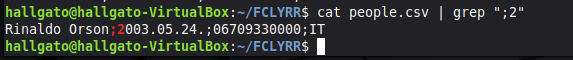 hallgato@hallgato-VirtualBox:~/FCLYRR$ cat people.csv | grep ";2"
Rinaldo Orson;2003.05.24.;06709330000;IT
hallgato@hallgato-VirtualBox:~/FCLYRR$